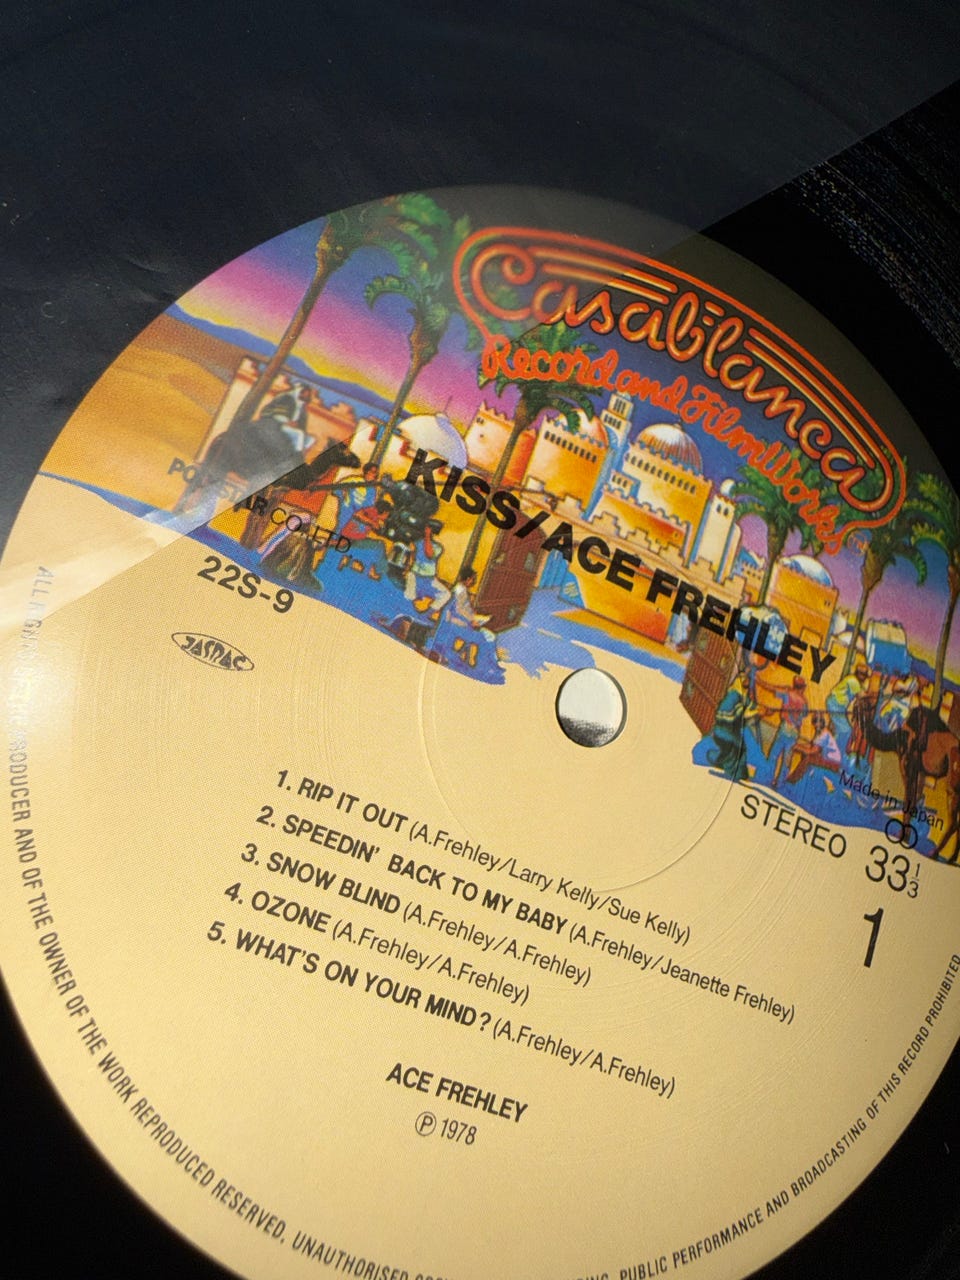 Casablanca
Record and FilmWorks
KISS/ACE FREHLEY
CO., LTD.
22S-9
JASRAC
Made in Japan
STEREO
33 1/3
1
1. RIP IT OUT (A.Frehley/Larry Kelly/Sue Kelly)
2. SPEEDIN' BACK TO MY BABY (A.Frehley/Jeanette Frehley)
3. SNOW BLIND (A.Frehley/A.Frehley)
4. OZONE (A.Frehley/A.Frehley)
5. WHAT'S ON YOUR MIND? (A.Frehley/A.Frehley)
ACE FREHLEY
Ⓟ 1978
PRODUCER AND OF THE OWNER OF THE WORK REPRODUCED RESERVED. UNAUTHORISED PUBLIC PERFORMANCE AND BROADCASTING OF THIS RECORD PROHIBITED